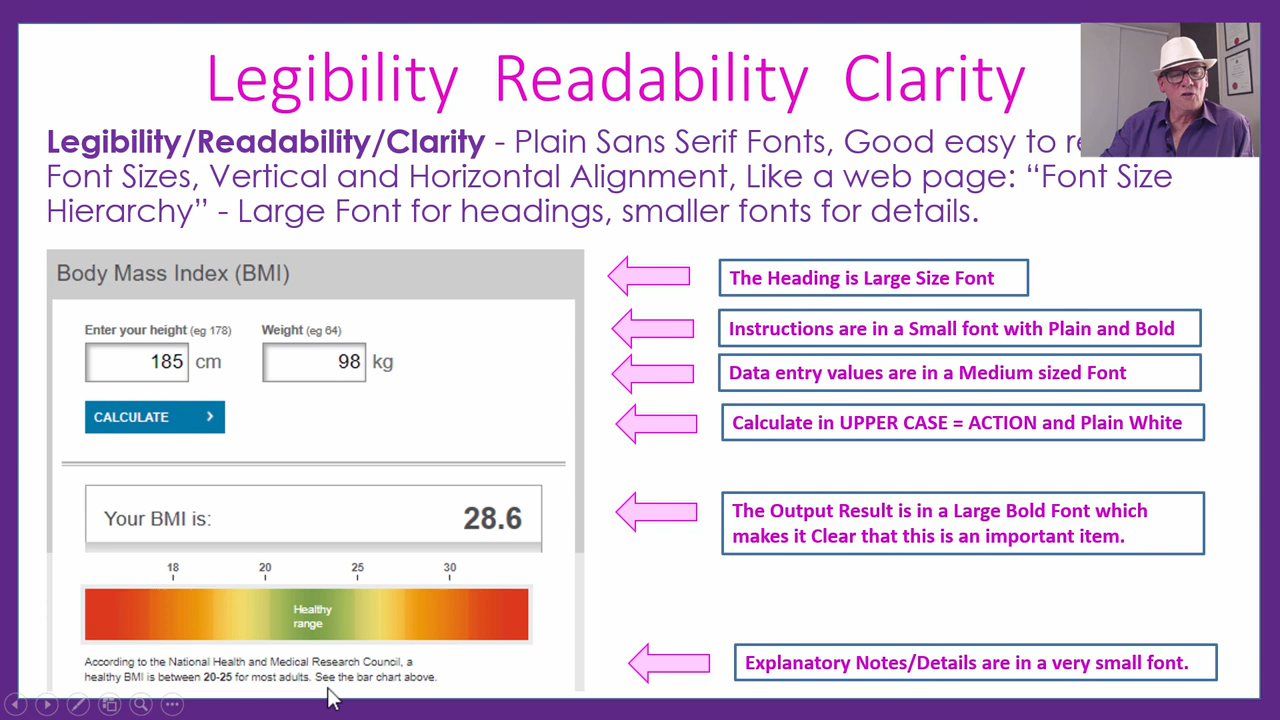 Legibility Readability Clarity
Legibility/Readability/Clarity - Plain Sans Serif Fonts, Good easy to
Font Sizes, Vertical and Horizontal Alignment, Like a web page: “Font Size
Hierarchy” - Large Font for headings, smaller fonts for details.
Body Mass Index (BMI)
The Heading is Large Size Font
Enter your height (eg 178) Weight (eg 64)
Instructions are in a Small font with Plain and Bold
185 cm 98 kg
Data entry values are in a Medium sized Font
CALCULATE
Calculate in UPPER CASE = ACTION and Plain White
Your BMI is: 28.6
The Output Result is in a Large Bold Font which
makes it Clear that this is an important item.
18 20 25 30
Healthy
range
According to the National Health and Medical Research Council, a
healthy BMI is between 20-25 for most adults. See the bar chart above.
Explanatory Notes/Details are in a very small font.